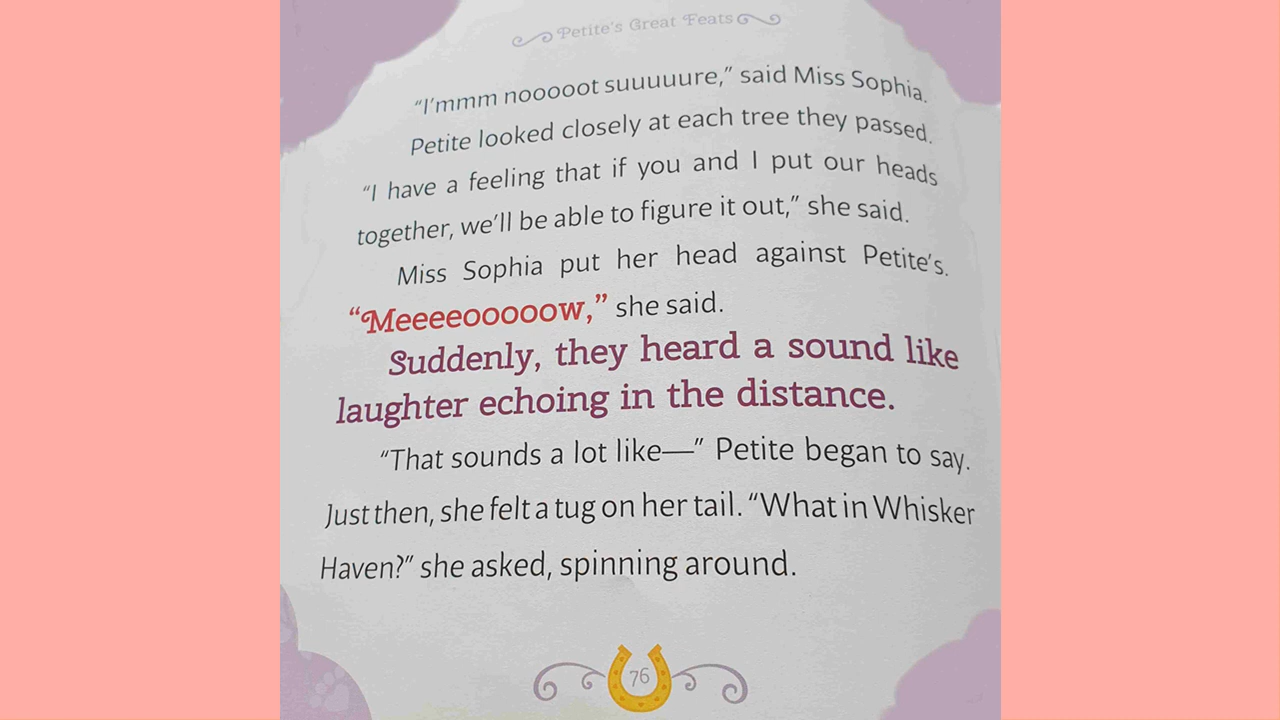 Petite's Great Feats
“I'mmm nooooot suuuuure,” said Miss Sophia.
Petite looked closely at each tree they passed.
“I have a feeling that if you and I put our heads
together, we'll be able to figure it out,” she said.
Miss Sophia put her head against Petite's.
“Meeeeooooow,” she said.
Suddenly, they heard a sound like
laughter echoing in the distance.
“That sounds a lot like—” Petite began to say.
Just then, she felt a tug on her tail. “What in Whisker
Haven?” she asked, spinning around.
76